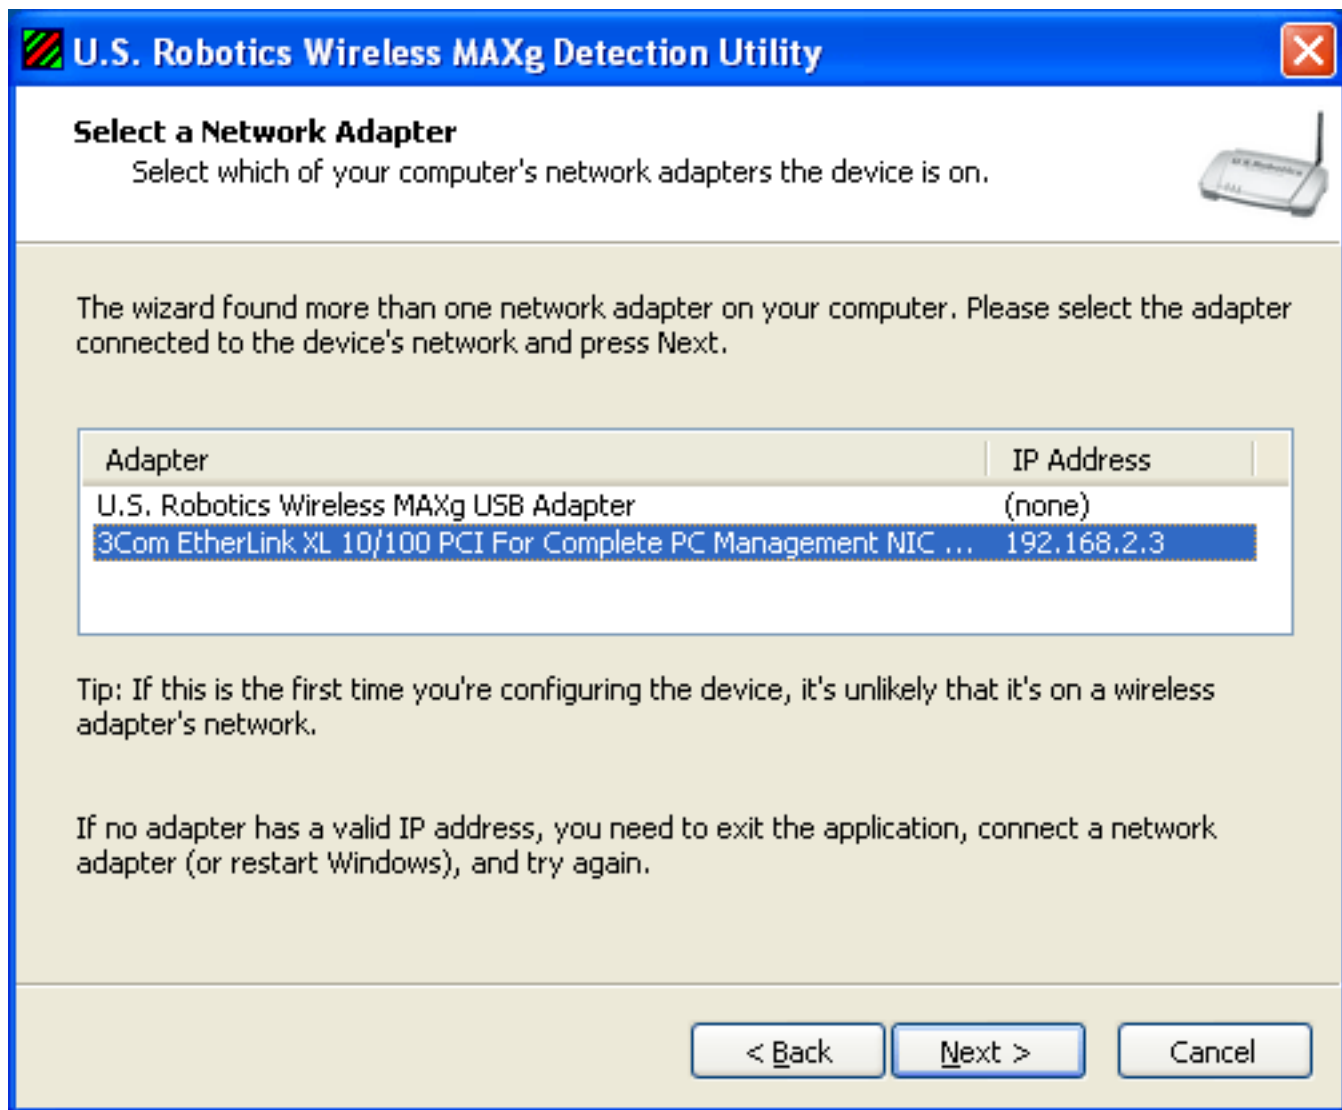 U.S. Robotics Wireless MAXg Detection Utility
Select a Network Adapter
Select which of your computer's network adapters the device is on.
U.S. Robotics
The wizard found more than one network adapter on your computer. Please select the adapter
connected to the device's network and press Next.
Adapter IP Address
U.S. Robotics Wireless MAXg USB Adapter (none)
3Com EtherLink XL 10/100 PCI For Complete PC Management NIC ... 192.168.2.3
Tip: If this is the first time you're configuring the device, it's unlikely that it's on a wireless
adapter's network.
If no adapter has a valid IP address, you need to exit the application, connect a network
adapter (or restart Windows), and try again.
< Back Next > Cancel